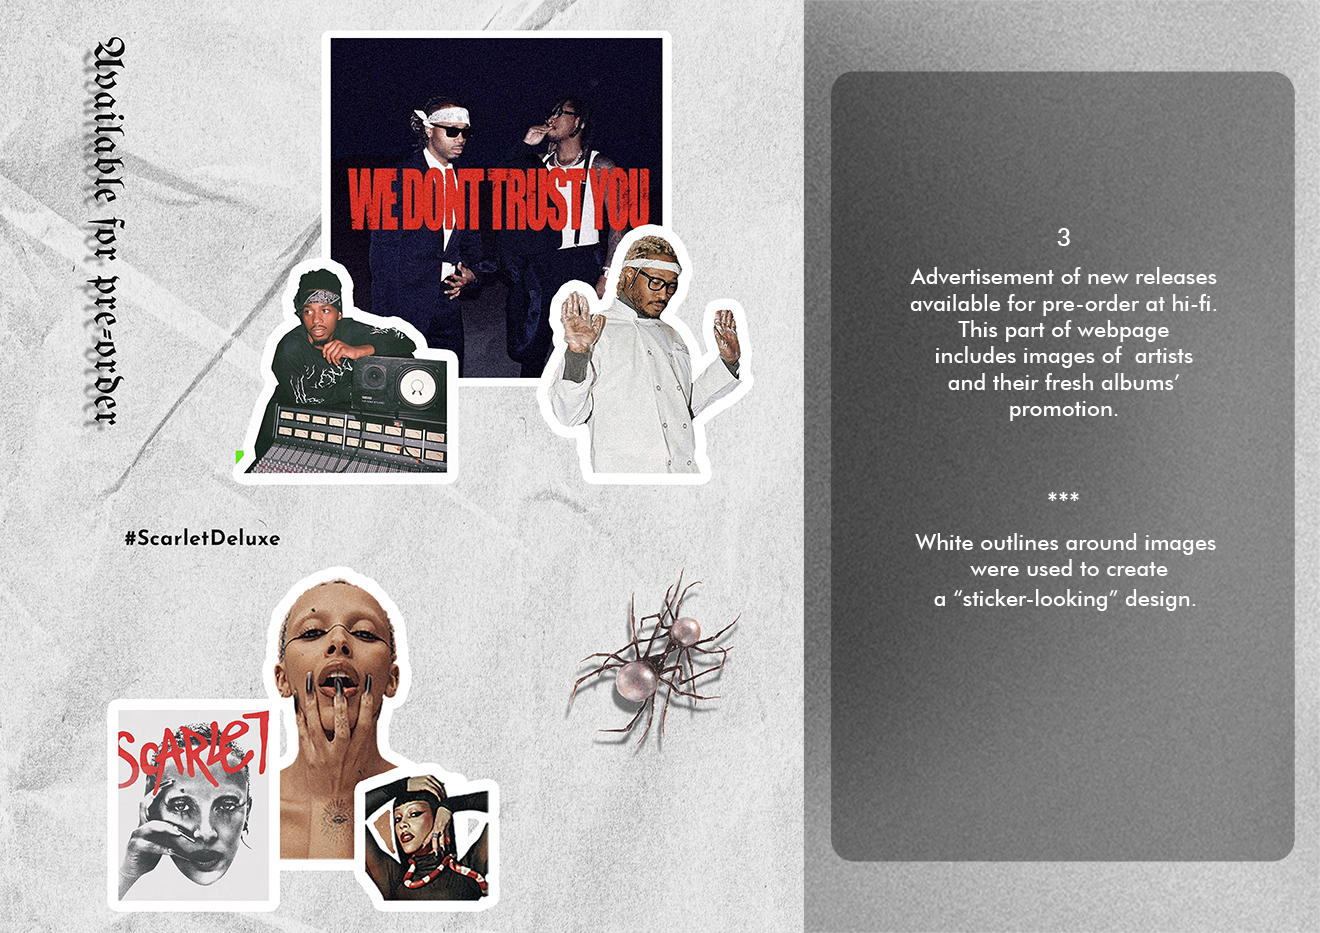 Available for pre-order
WE DONT TRUST YOU
#ScarletDeluxe
SCARLET
3
Advertisement of new releases
available for pre-order at hi-fi.
This part of webpage
includes images of artists
and their fresh albums’
promotion.
***
White outlines around images
were used to create
a “sticker-looking” design.